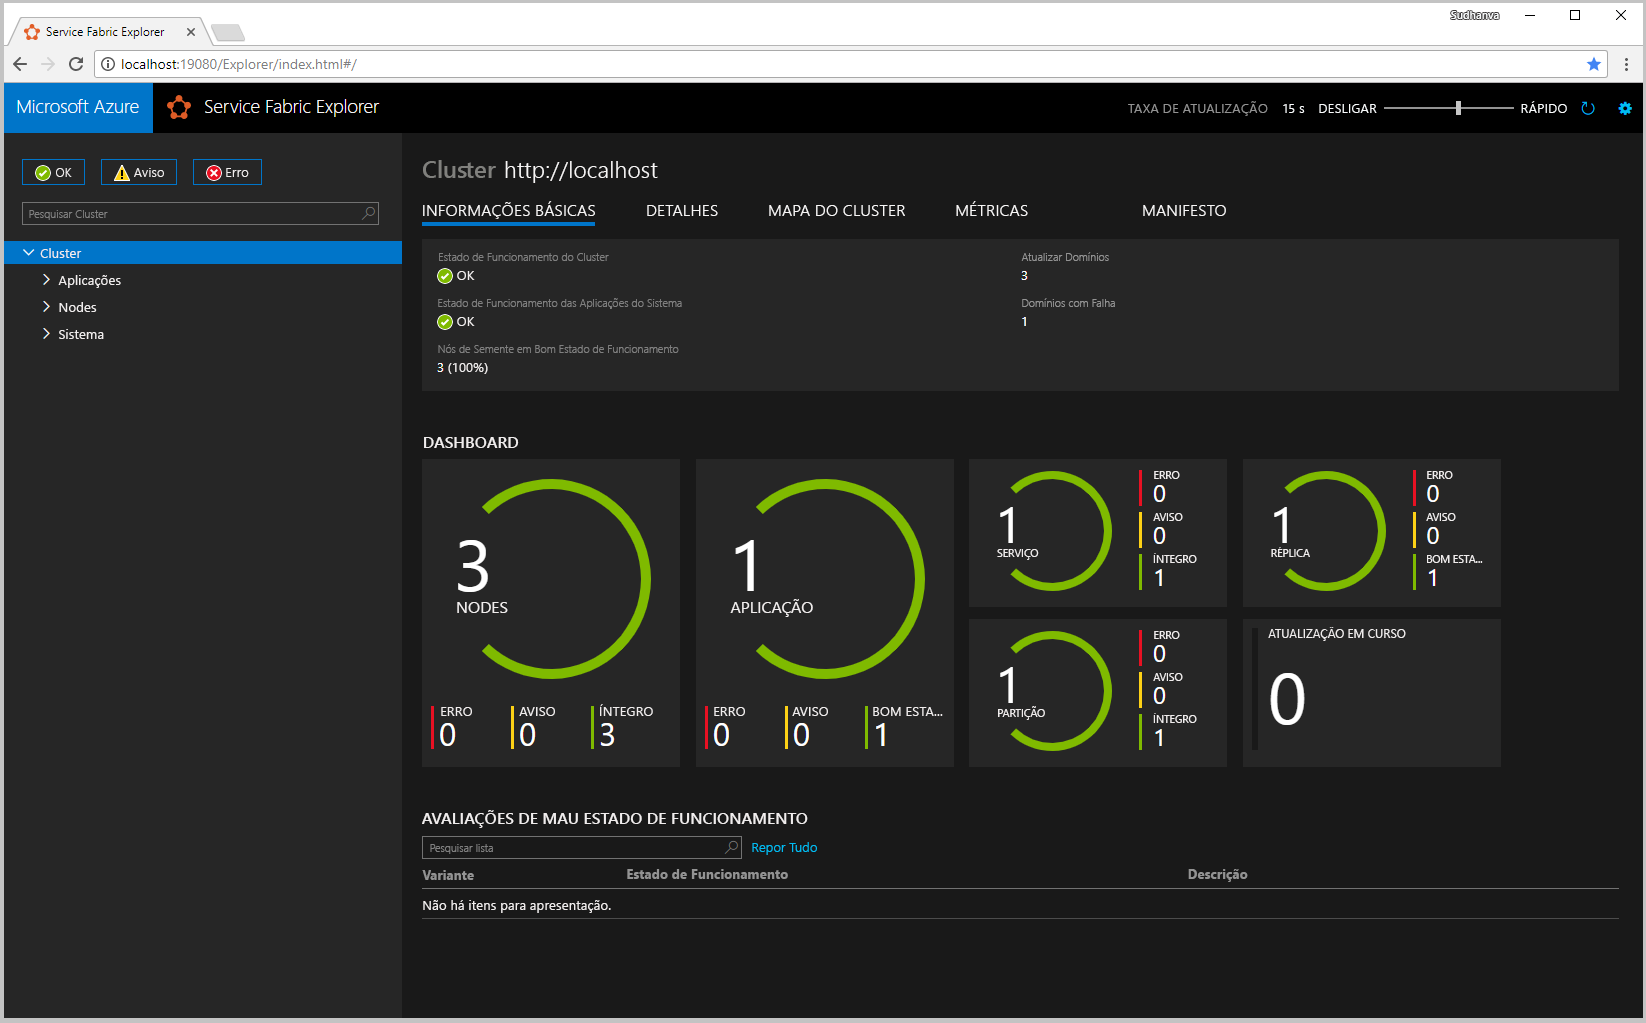 Sudhanva
Service Fabric Explorer
localhost:19080/Explorer/index.html#/
Microsoft Azure
Service Fabric Explorer
TAXA DE ATUALIZAÇÃO 15 s DESLIGAR RÁPIDO
OK Aviso Erro
Pesquisar Cluster
Cluster
Aplicações
Nodes
Sistema
Cluster http://localhost
INFORMAÇÕES BÁSICAS DETALHES MAPA DO CLUSTER MÉTRICAS MANIFESTO
Estado de Funcionamento do Cluster
OK
Estado de Funcionamento das Aplicações do Sistema
OK
Nós de Semente em Bom Estado de Funcionamento
3 (100%)
Atualizar Domínios
3
Domínios com Falha
1
DASHBOARD
3
NODES
ERRO
0
AVISO
0
ÍNTEGRO
3
1
APLICAÇÃO
ERRO
0
AVISO
0
BOM ESTA...
1
1
SERVIÇO
ERRO
0
AVISO
0
ÍNTEGRO
1
1
RÉPLICA
ERRO
0
AVISO
0
BOM ESTA...
1
1
PARTIÇÃO
ERRO
0
AVISO
0
ÍNTEGRO
1
ATUALIZAÇÃO EM CURSO
0
AVALIAÇÕES DE MAU ESTADO DE FUNCIONAMENTO
Pesquisar lista
Repor Tudo
Variante Estado de Funcionamento Descrição
Não há itens para apresentação.